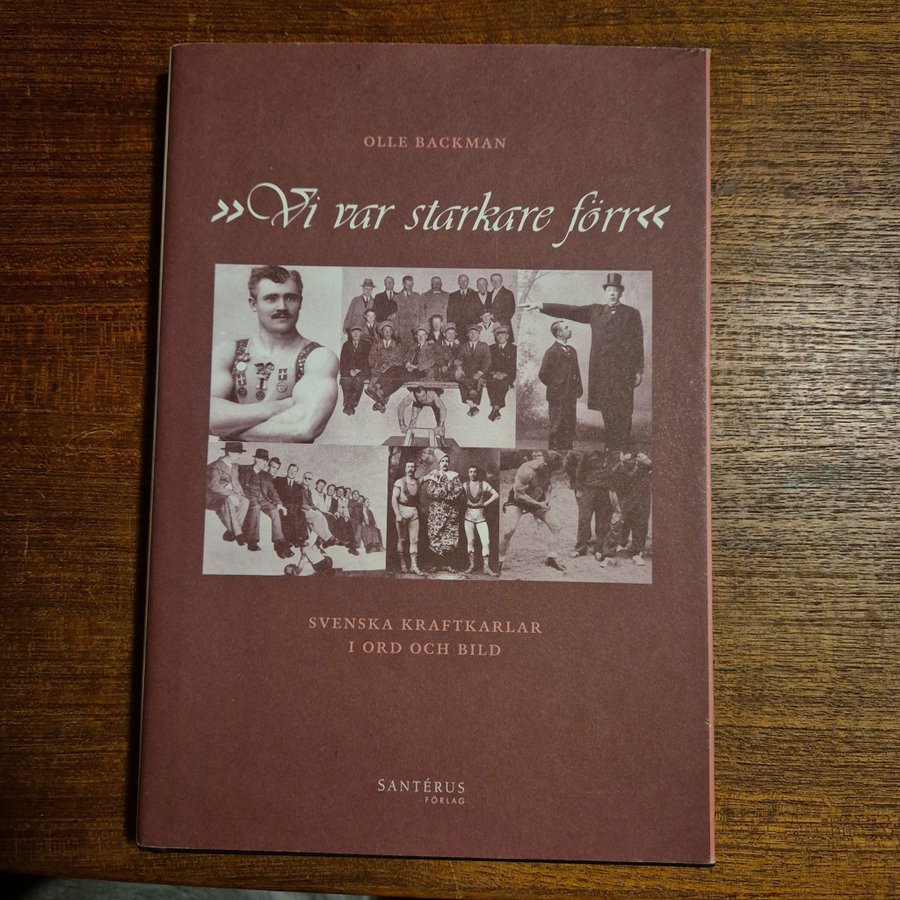 OLLE BACKMAN
»Vi var starkare förr«
SVENSKA KRAFTKARLAR
I ORD OCH BILD
SANTÉRUS
FÖRLAG